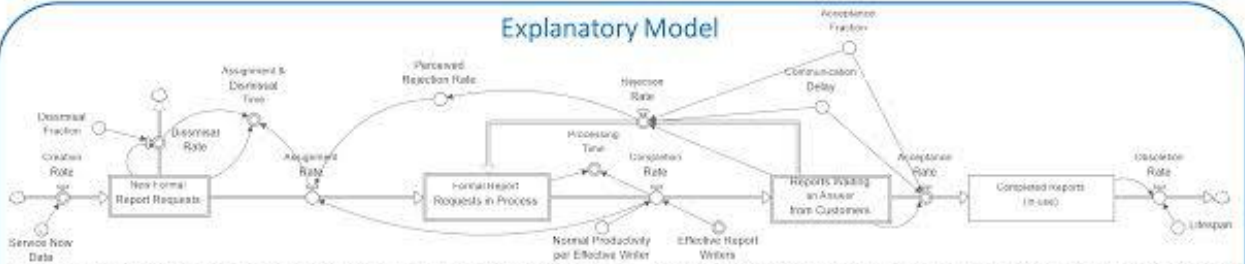 Explanatory Model
Acceptance
Fraction
Assignment &
Dismissal
Time
Perceived
Rejection Rate
Rejection
Rate
Communication
Delay
Dismissal
Fraction
Dismissal
Rate
Creation
Rate
Assignment
Rate
Processing
Time
Completion
Rate
Acceptance
Rate
Obsoletion
Rate
New Formal
Report Requests
Formal Report
Requests in Process
Reports Waiting
an Answer
from Customers
Completed Reports
(in-use)
Service Now
Data
Normal Productivity
per Effective Writer
Effective Report
Writers
Lifespan